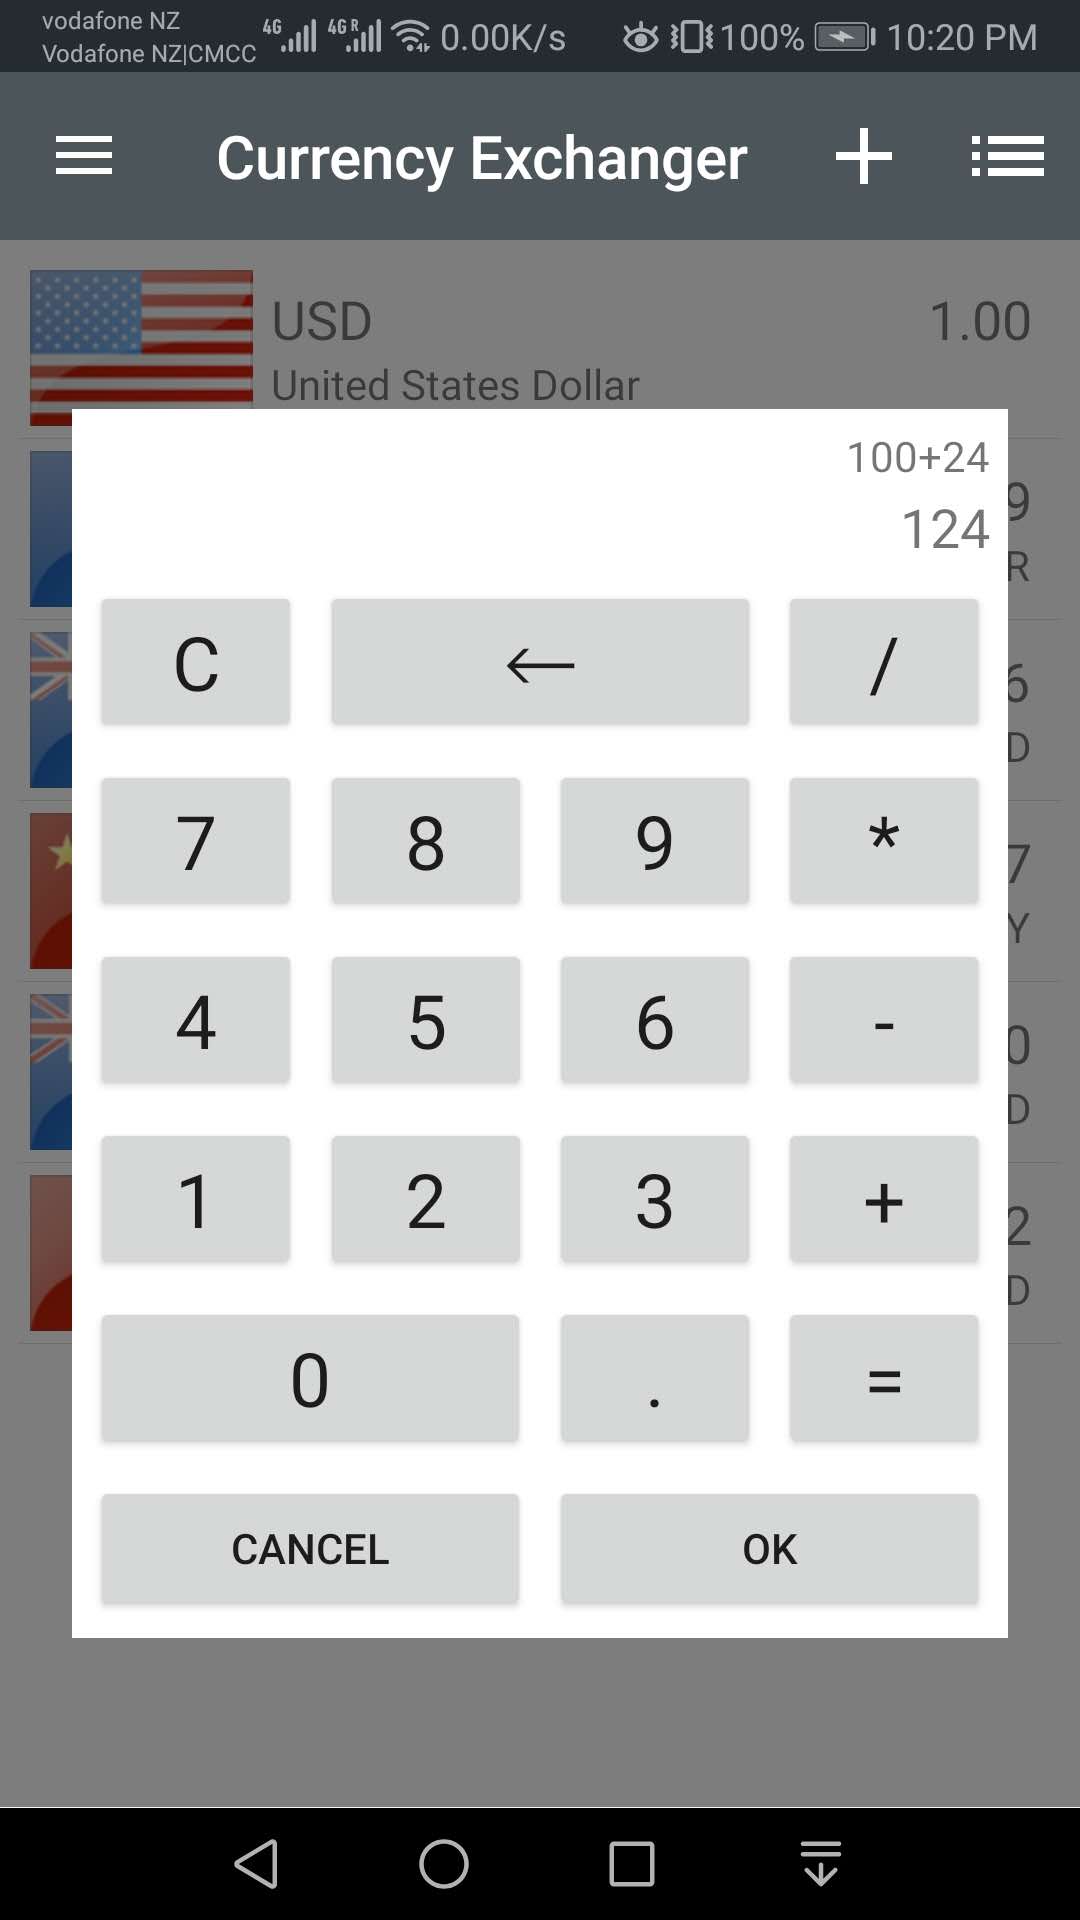 vodafone NZ
Vodafone NZ|CMCC
4G 4G R 0.00K/s 100% 10:20 PM
Currency Exchanger
USD 1.00
United States Dollar
100+24
124
9
R
6
D
7
Y
0
D
2
D
C ← /
7 8 9 *
4 5 6 -
1 2 3 +
0 . =
CANCEL OK